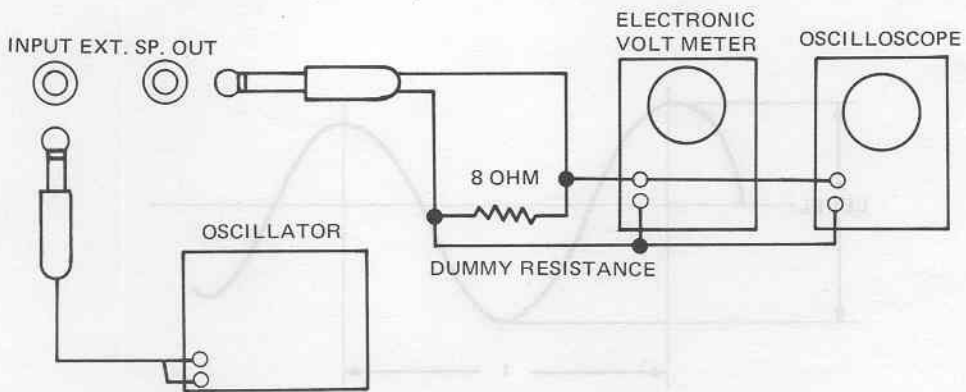 INPUT EXT. SP. OUT
ELECTRONIC
VOLT METER
OSCILLOSCOPE
8 OHM
OSCILLATOR
DUMMY RESISTANCE